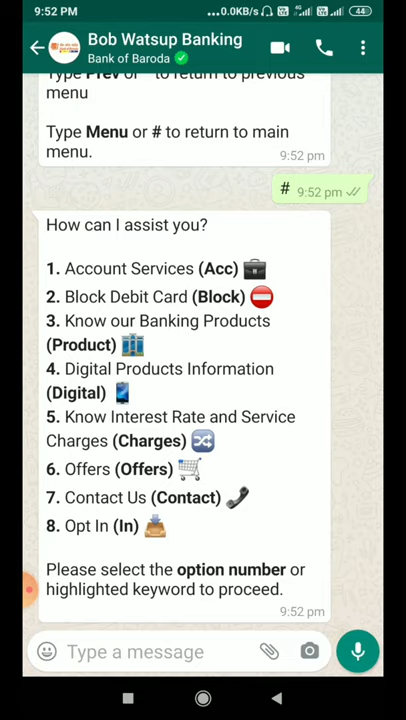 9:52 PM
...0.0KB/s
44
Bob Watsup Banking
Bank of Baroda
Type Prev or to return to previous
menu
Type Menu or # to return to main
menu.
9:52 pm
# 9:52 pm
How can I assist you?
1. Account Services (Acc)
2. Block Debit Card (Block)
3. Know our Banking Products
(Product)
4. Digital Products Information
(Digital)
5. Know Interest Rate and Service
Charges (Charges)
6. Offers (Offers)
7. Contact Us (Contact)
8. Opt In (In)
Please select the option number or
highlighted keyword to proceed.
9:52 pm
Type a message